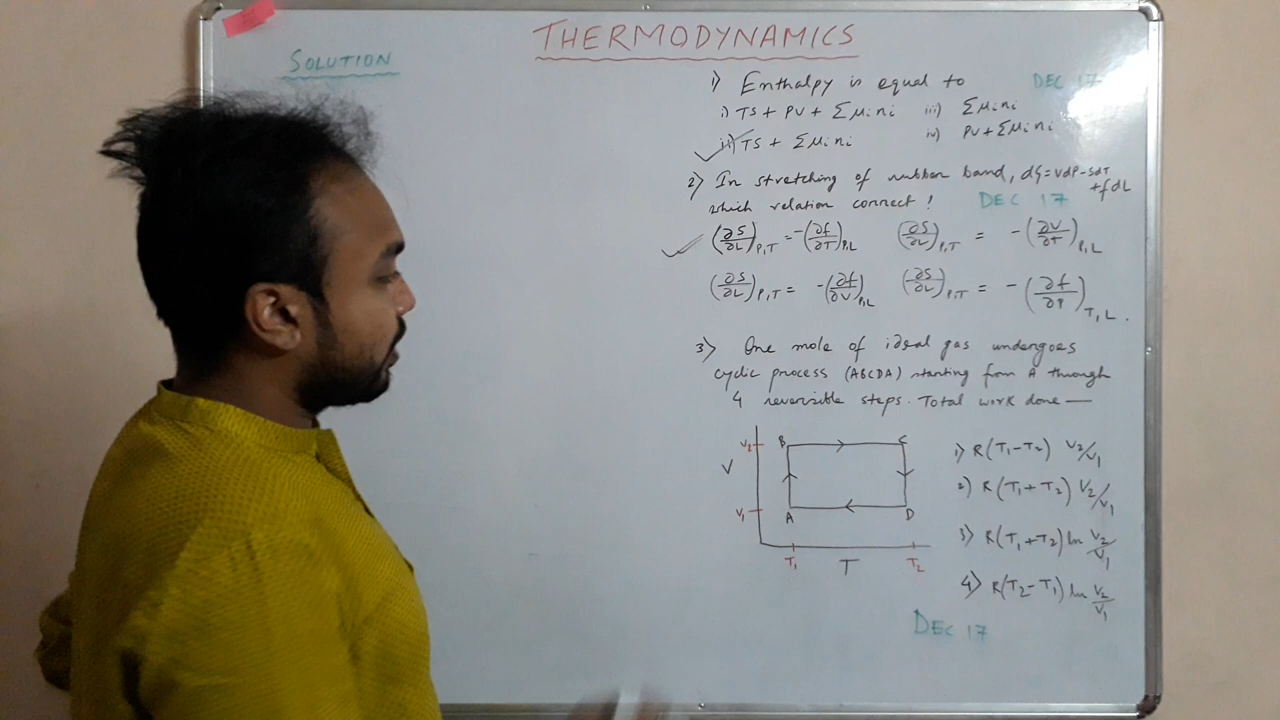 THERMODYNAMICS
SOLUTION
1) Enthalpy is equal to DEC 17
i) TS + PV + Σμini iii) Σμini
ii) TS + Σμini iv) PV + Σμini
2) In stretching of rubber band, dG = VdP - SdT + fdL
which relation correct! DEC 17
(∂S/∂L)P,T = -(∂f/∂T)P,L (∂S/∂L)P,T = -(∂V/∂T)P,L
(∂S/∂L)P,T = -(∂f/∂V)P,L (∂S/∂L)P,T = -(∂f/∂P)T,L.
3) One mole of ideal gas undergoes
cyclic process (ABCDA) starting from A through
4 reversible steps. Total work done —
V2 B C
V
V1 A D
T1 T T2
1) R(T1-T2) V2/V1
2) R(T1+T2) V2/V1
3) R(T1+T2) ln V2/V1
4) R(T2-T1) ln V2/V1
DEC 17